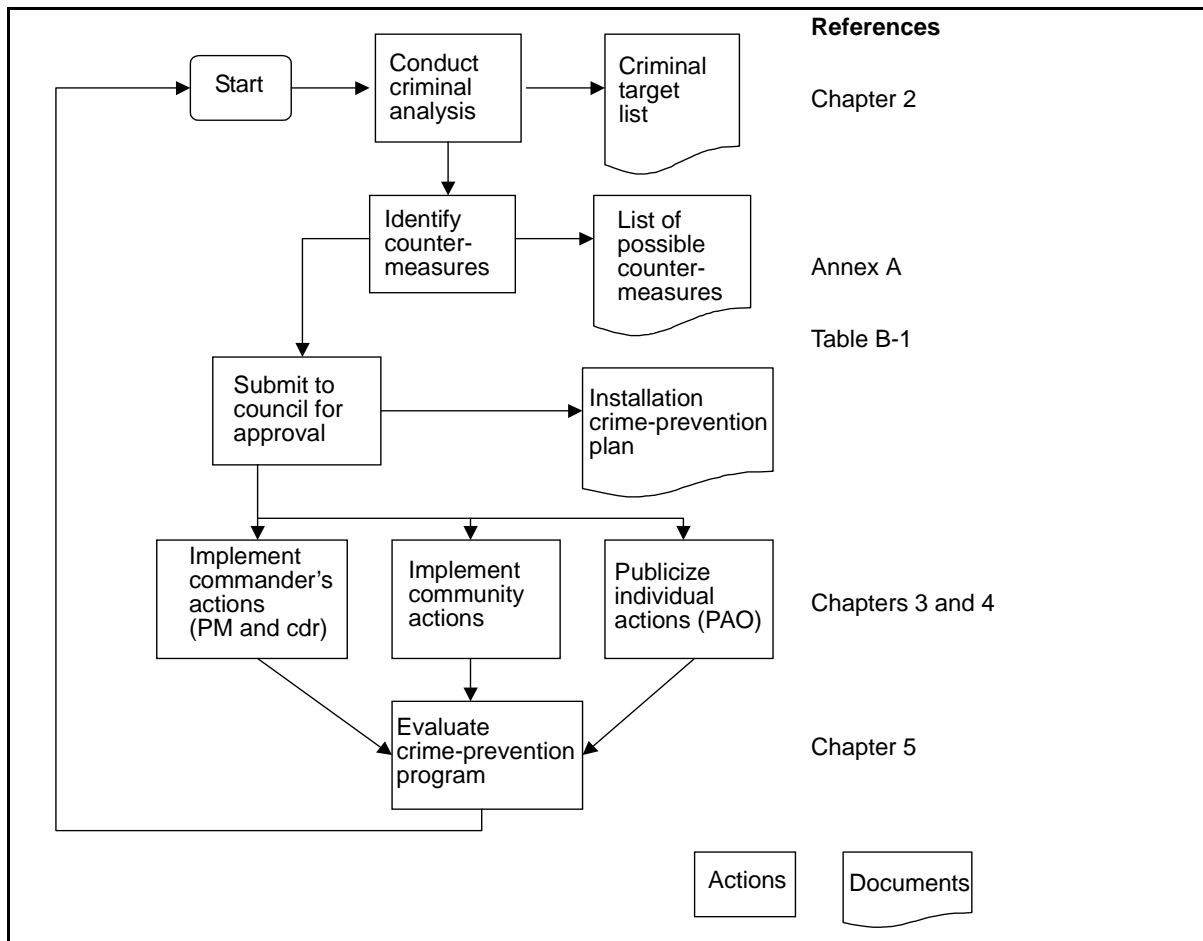 References
Start
Conduct
criminal
analysis
Criminal
target
list
Chapter 2
Identify
counter-
measures
List of
possible
counter-
measures
Annex A
Table B-1
Submit to
council for
approval
Installation
crime-prevention
plan
Implement
commander's
actions
(PM and cdr)
Implement
community
actions
Publicize
individual
actions (PAO)
Chapters 3 and 4
Evaluate
crime-prevention
program
Chapter 5
Actions
Documents